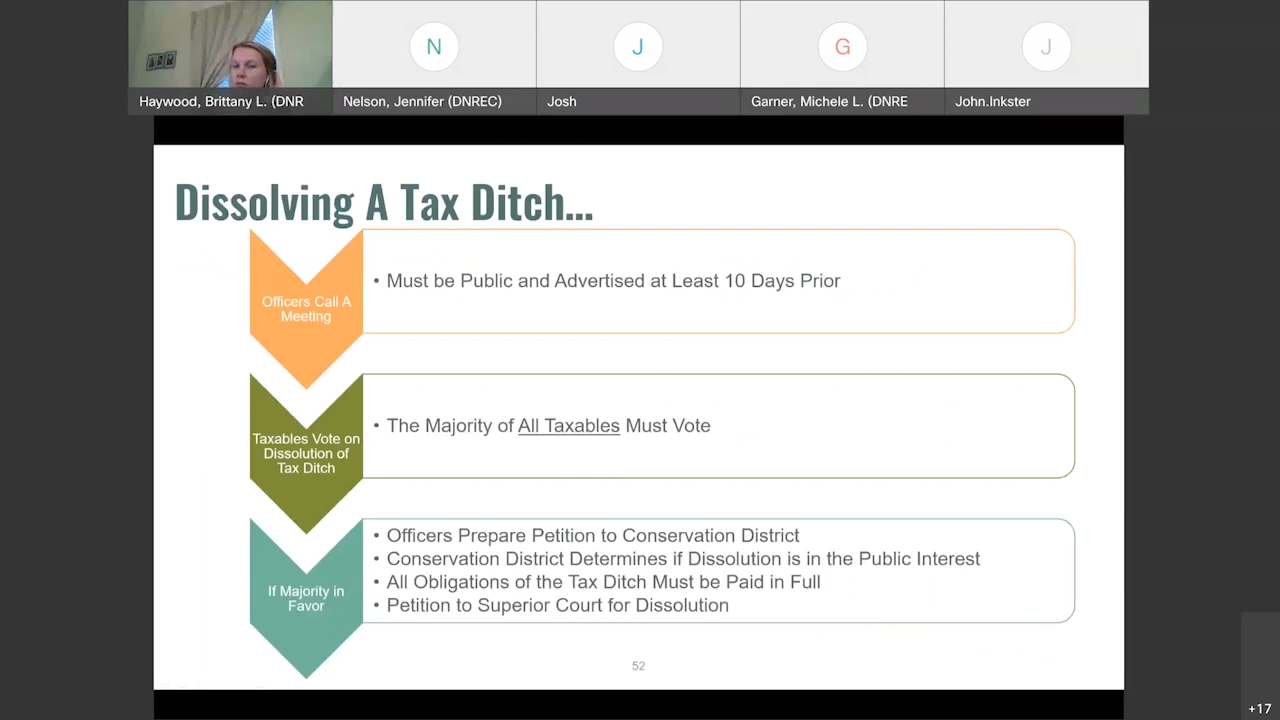 N
J
G
J
Haywood, Brittany L. (DNR
Nelson, Jennifer (DNREC)
Josh
Garner, Michele L. (DNRE
John.Inkster
Dissolving A Tax Ditch...
Officers Call A
Meeting
• Must be Public and Advertised at Least 10 Days Prior
Taxables Vote on
Dissolution of
Tax Ditch
• The Majority of All Taxables Must Vote
If Majority in
Favor
• Officers Prepare Petition to Conservation District
• Conservation District Determines if Dissolution is in the Public Interest
• All Obligations of the Tax Ditch Must be Paid in Full
• Petition to Superior Court for Dissolution
52
+17